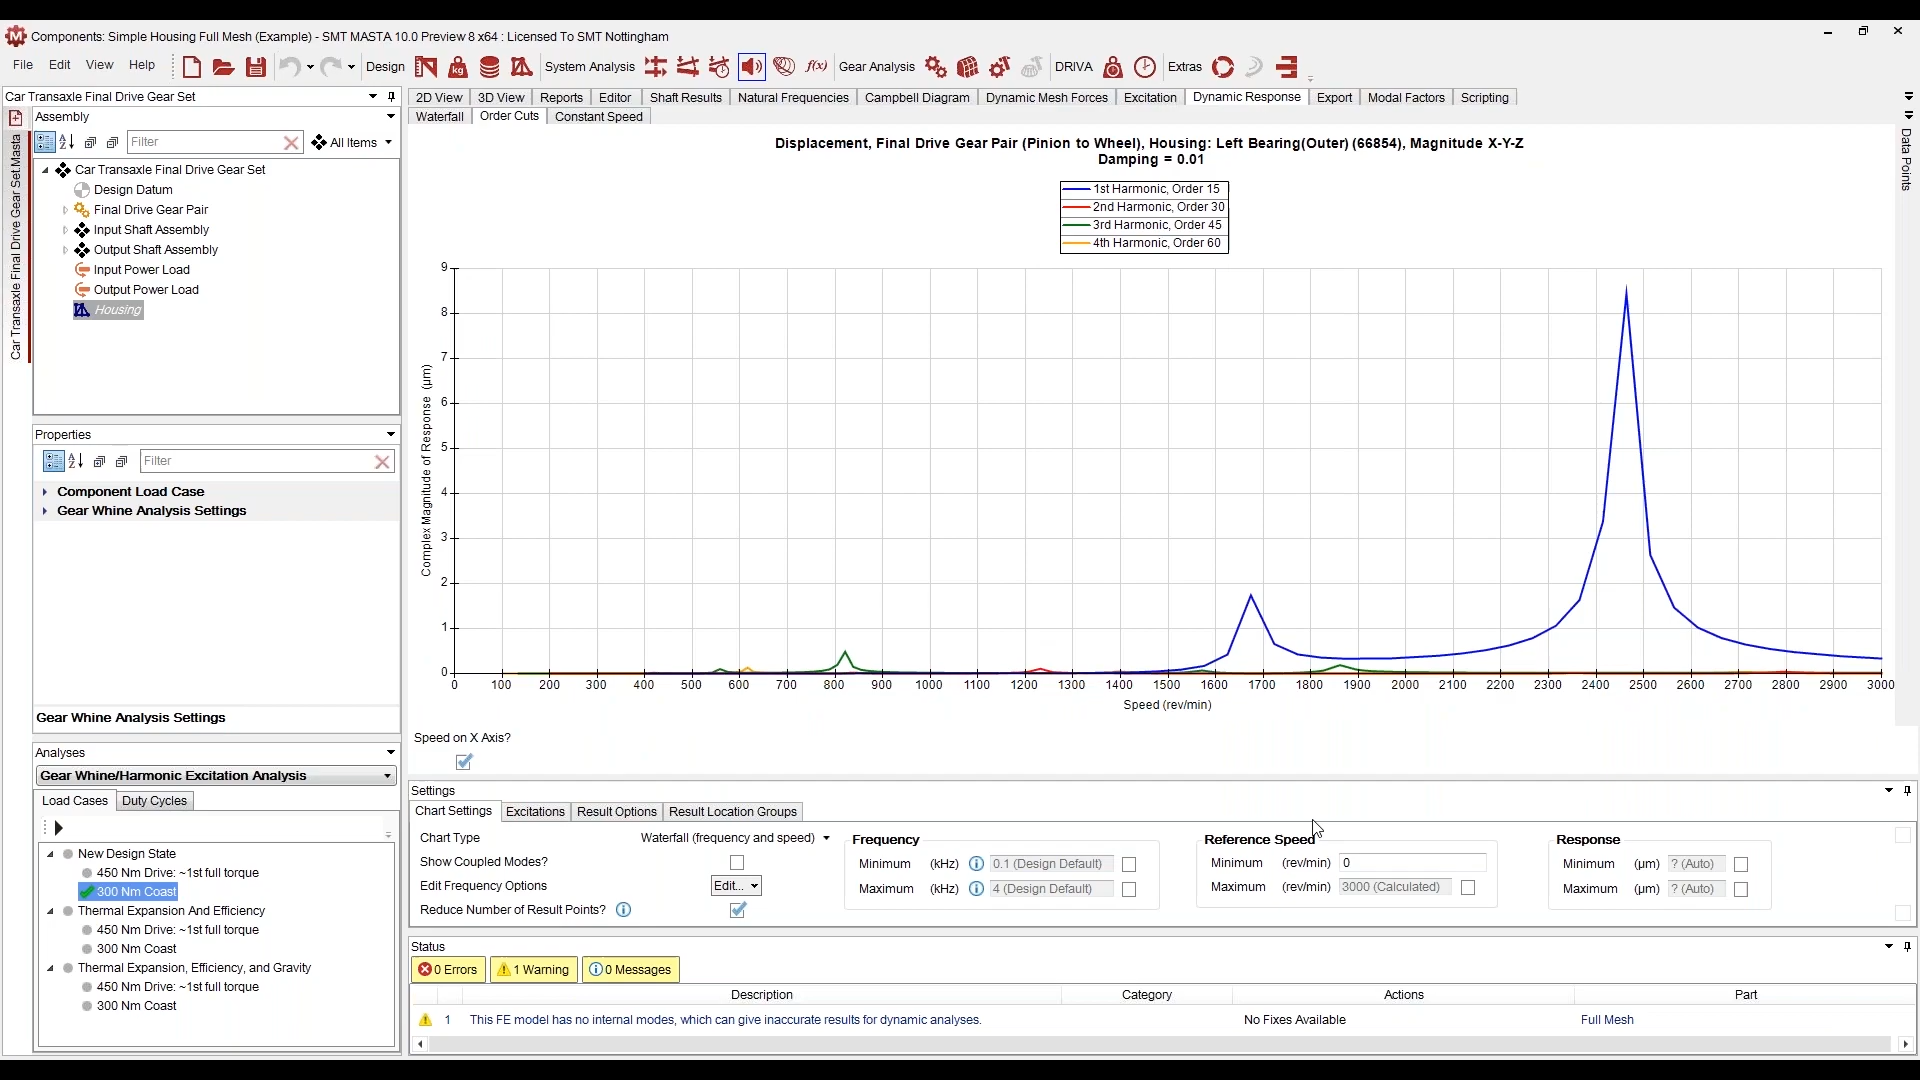 Components: Simple Housing Full Mesh (Example) - SMT MASTA 10.0 Preview 8 x64 : Licensed To SMT Nottingham
File Edit View Help Design System Analysis f(x) Gear Analysis DRIVA Extras
Car Transaxle Final Drive Gear Set
Car Transaxle Final Drive Gear Set.Masta
Assembly
Filter All Items
Car Transaxle Final Drive Gear Set
Design Datum
Final Drive Gear Pair
Input Shaft Assembly
Output Shaft Assembly
Input Power Load
Output Power Load
Housing
Properties
Filter
Component Load Case
Gear Whine Analysis Settings
Gear Whine Analysis Settings
Analyses
Gear Whine/Harmonic Excitation Analysis
Load Cases Duty Cycles
New Design State
450 Nm Drive: ~1st full torque
300 Nm Coast
Thermal Expansion And Efficiency
450 Nm Drive: ~1st full torque
300 Nm Coast
Thermal Expansion, Efficiency, and Gravity
450 Nm Drive: ~1st full torque
300 Nm Coast
2D View 3D View Reports Editor Shaft Results Natural Frequencies Campbell Diagram Dynamic Mesh Forces Excitation Dynamic Response Export Modal Factors Scripting
Waterfall Order Cuts Constant Speed
Data Points
Displacement, Final Drive Gear Pair (Pinion to Wheel), Housing: Left Bearing(Outer) (66854), Magnitude X-Y-Z
Damping = 0.01
1st Harmonic, Order 15
2nd Harmonic, Order 30
3rd Harmonic, Order 45
4th Harmonic, Order 60
Complex Magnitude of Response (µm)
9
8
7
6
5
4
3
2
1
0
0 100 200 300 400 500 600 700 800 900 1000 1100 1200 1300 1400 1500 1600 1700 1800 1900 2000 2100 2200 2300 2400 2500 2600 2700 2800 2900 3000
Speed (rev/min)
Speed on X Axis?
Settings
Chart Settings Excitations Result Options Result Location Groups
Chart Type Waterfall (frequency and speed)
Show Coupled Modes?
Edit Frequency Options Edit...
Reduce Number of Result Points?
Frequency
Minimum (kHz) 0.1 (Design Default)
Maximum (kHz) 4 (Design Default)
Reference Speed
Minimum (rev/min) 0
Maximum (rev/min) 3000 (Calculated)
Response
Minimum (µm) ? (Auto)
Maximum (µm) ? (Auto)
Status
0 Errors 1 Warning 0 Messages
Description Category Actions Part
1 This FE model has no internal modes, which can give inaccurate results for dynamic analyses. No Fixes Available Full Mesh